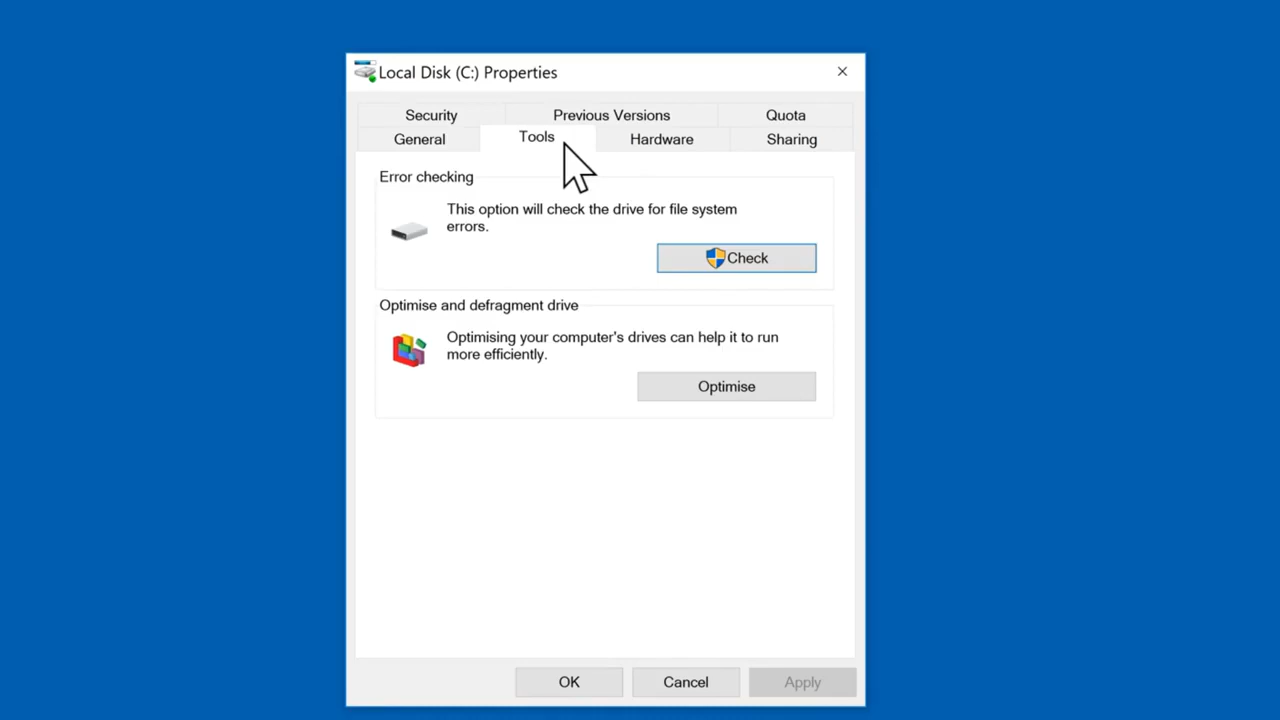 Local Disk (C:) Properties
Security
Previous Versions
Quota
General
Tools
Hardware
Sharing
Error checking
This option will check the drive for file system
errors.
Check
Optimise and defragment drive
Optimising your computer's drives can help it to run
more efficiently.
Optimise
OK
Cancel
Apply